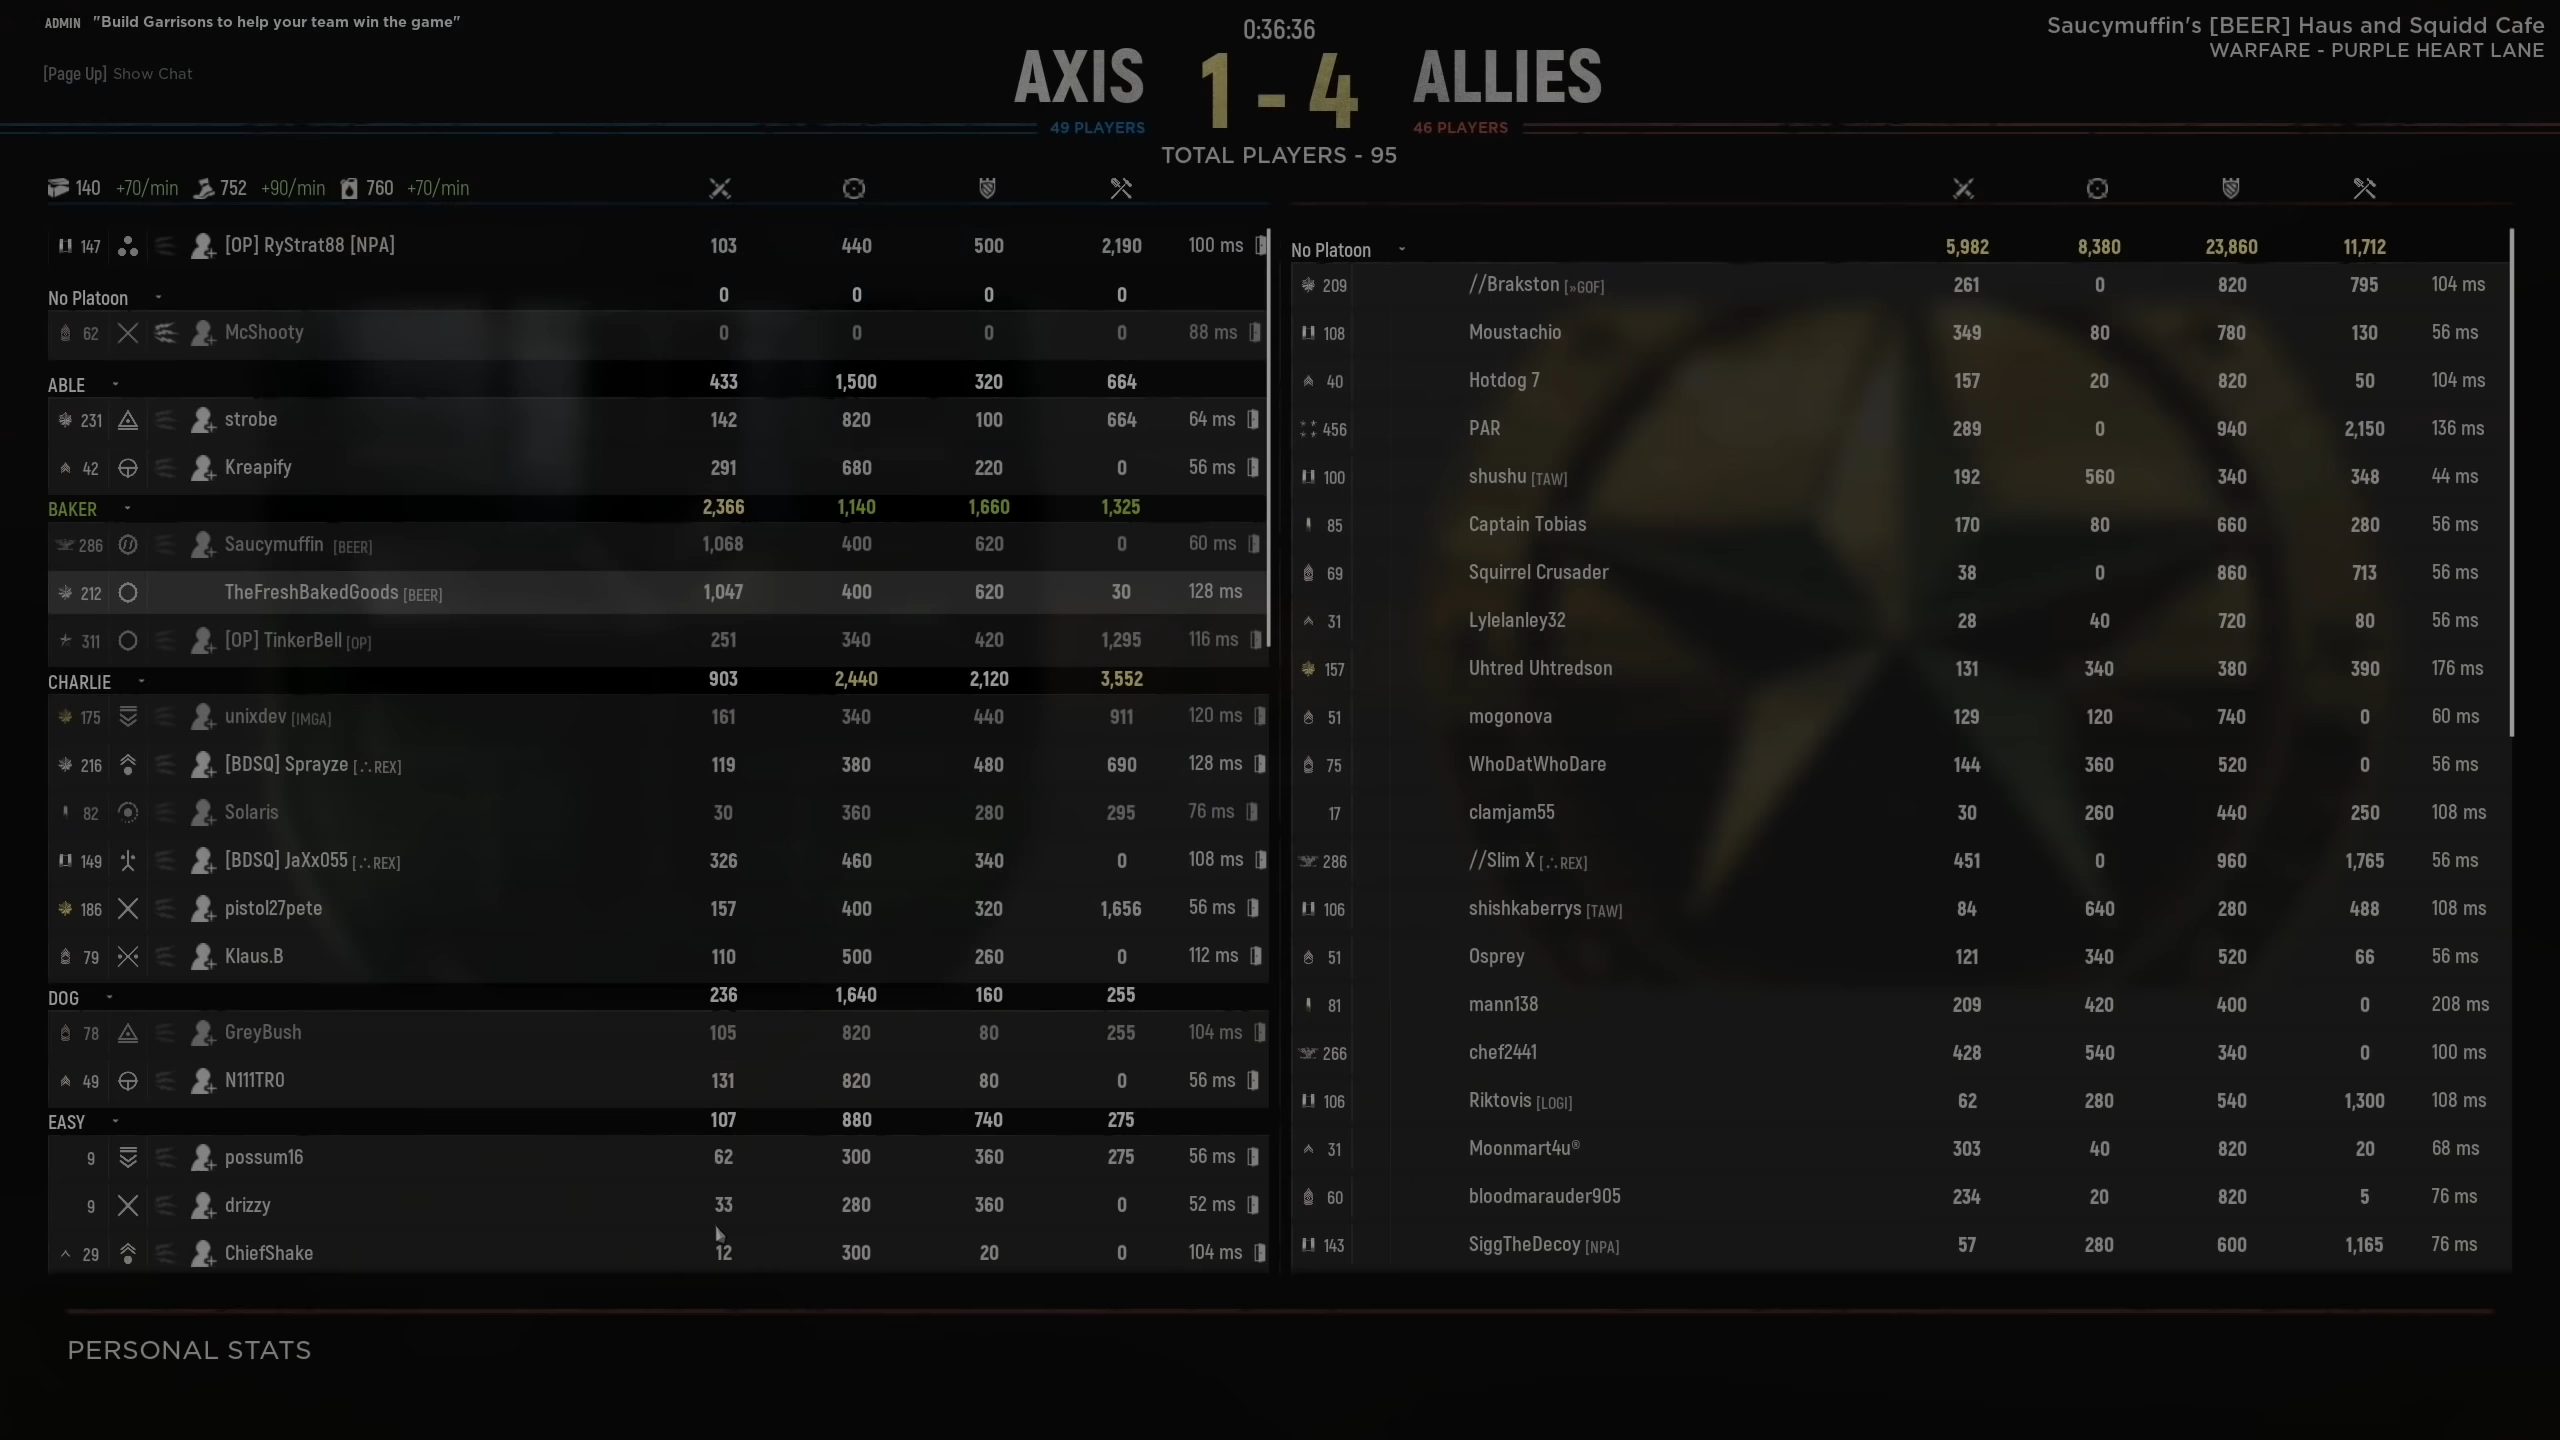 ADMIN "Build Garrisons to help your team win the game"
[Page Up] Show Chat
0:36:36
AXIS 1 - 4 ALLIES
49 PLAYERS 46 PLAYERS
TOTAL PLAYERS - 95
Saucymuffin's [BEER] Haus and Squidd Cafe
WARFARE - PURPLE HEART LANE
140 +70/min 752 +90/min 760 +70/min
147 [OP] RyStrat88 [NPA] 103 440 500 2,190 100 ms
No Platoon 0 0 0 0
62 McShooty 0 0 0 0 88 ms
ABLE 433 1,500 320 664
231 strobe 142 820 100 664 64 ms
42 Kreapify 291 680 220 0 56 ms
BAKER 2,366 1,140 1,660 1,325
286 Saucymuffin [BEER] 1,068 400 620 0 60 ms
212 TheFreshBakedGoods [BEER] 1,047 400 620 30 128 ms
311 [OP] TinkerBell [OP] 251 340 420 1,295 116 ms
CHARLIE 903 2,440 2,120 3,552
175 unixdev [IMGA] 161 340 440 911 120 ms
216 [BDSQ] Sprayze [∴REX] 119 380 480 690 128 ms
82 Solaris 30 360 280 295 76 ms
149 [BDSQ] JaXx055 [∴REX] 326 460 340 0 108 ms
186 pistol27pete 157 400 320 1,656 56 ms
79 Klaus.B 110 500 260 0 112 ms
DOG 236 1,640 160 255
78 GreyBush 105 820 80 255 104 ms
49 N111TRO 131 820 80 0 56 ms
EASY 107 880 740 275
9 possum16 62 300 360 275 56 ms
9 drizzy 33 280 360 0 52 ms
29 ChiefShake 12 300 20 0 104 ms
No Platoon 5,982 8,380 23,860 11,712
209 //Brakston [»GOF] 261 0 820 795 104 ms
108 Moustachio 349 80 780 130 56 ms
40 Hotdog 7 157 20 820 50 104 ms
456 PAR 289 0 940 2,150 136 ms
100 shushu [TAW] 192 560 340 348 44 ms
85 Captain Tobias 170 80 660 280 56 ms
69 Squirrel Crusader 38 0 860 713 56 ms
31 Lylelanley32 28 40 720 80 56 ms
157 Uhtred Uhtredson 131 340 380 390 176 ms
51 mogonova 129 120 740 0 60 ms
75 WhoDatWhoDare 144 360 520 0 56 ms
17 clamjam55 30 260 440 250 108 ms
286 //Slim X [∴REX] 451 0 960 1,765 56 ms
106 shishkaberrys [TAW] 84 640 280 488 108 ms
51 Osprey 121 340 520 66 56 ms
81 mann138 209 420 400 0 208 ms
266 chef2441 428 540 340 0 100 ms
106 Riktovis [LOGI] 62 280 540 1,300 108 ms
31 Moonmart4u® 303 40 820 20 68 ms
60 bloodmarauder905 234 20 820 5 76 ms
143 SiggTheDecoy [NPA] 57 280 600 1,165 76 ms
PERSONAL STATS